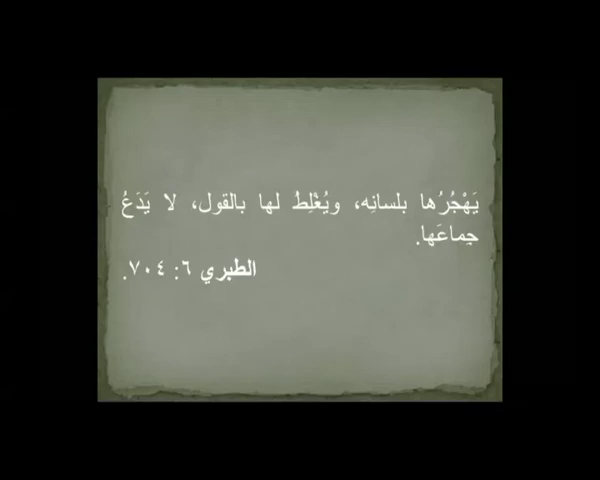 يَهْجُرُها بلسانِه، ويُغْلِظُ لها بالقول، لا يَدَعُ
جِماعَها.
الطبري ٦: ٧٠٤.